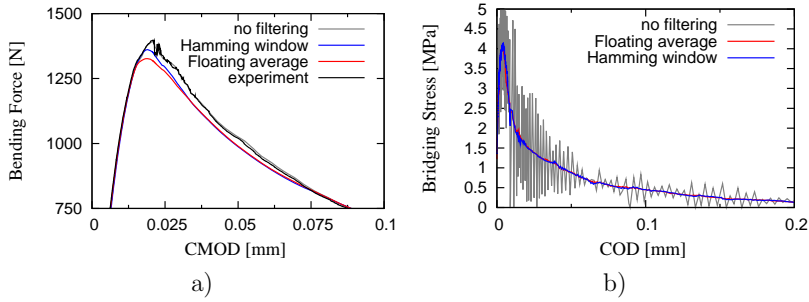 no filtering
Hamming window
Floating average
experiment
Bending Force [N]
1250
1000
750
0 0.025 0.05 0.075 0.1
CMOD [mm]
a)
no filtering
Floating average
Hamming window
Bridging Stress [MPa]
5
4.5
4
3.5
3
2.5
2
1.5
1
0.5
0
0 0.1 0.2
COD [mm]
b)